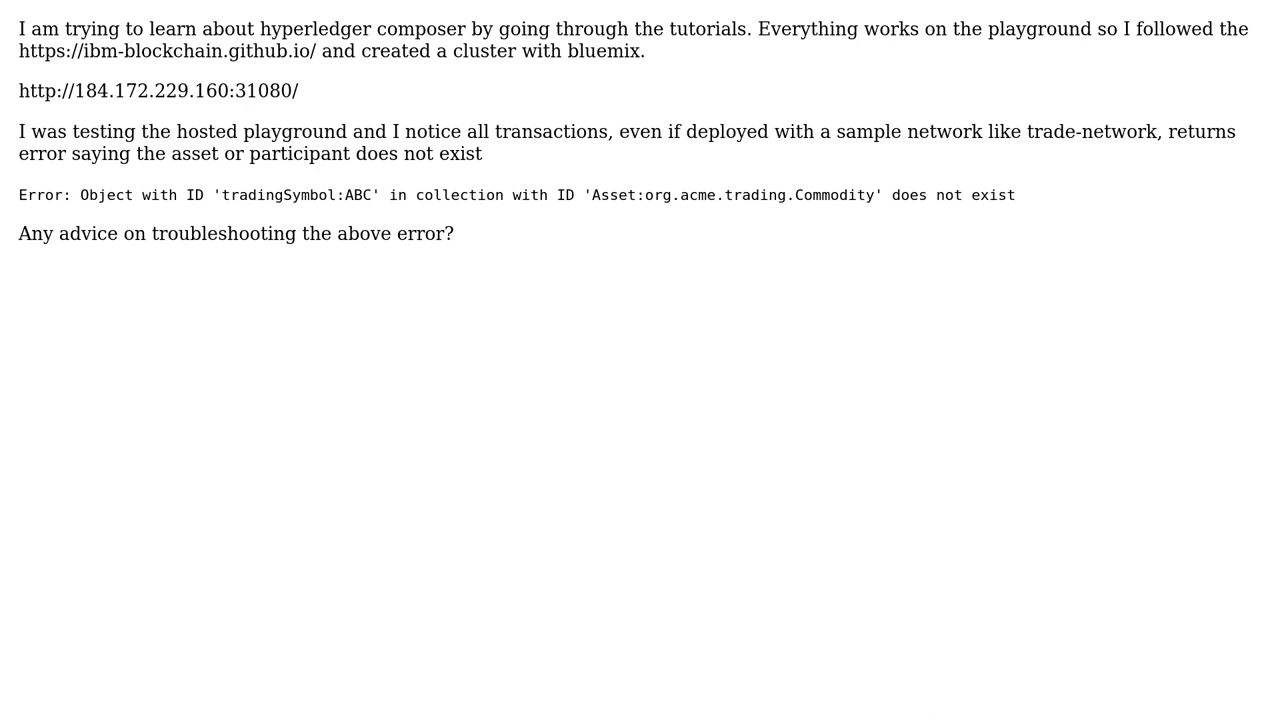 I am trying to learn about hyperledger composer by going through the tutorials. Everything works on the playground so I followed the
https://ibm-blockchain.github.io/ and created a cluster with bluemix.
http://184.172.229.160:31080/
I was testing the hosted playground and I notice all transactions, even if deployed with a sample network like trade-network, returns
error saying the asset or participant does not exist
Error: Object with ID 'tradingSymbol:ABC' in collection with ID 'Asset:org.acme.trading.Commodity' does not exist
Any advice on troubleshooting the above error?